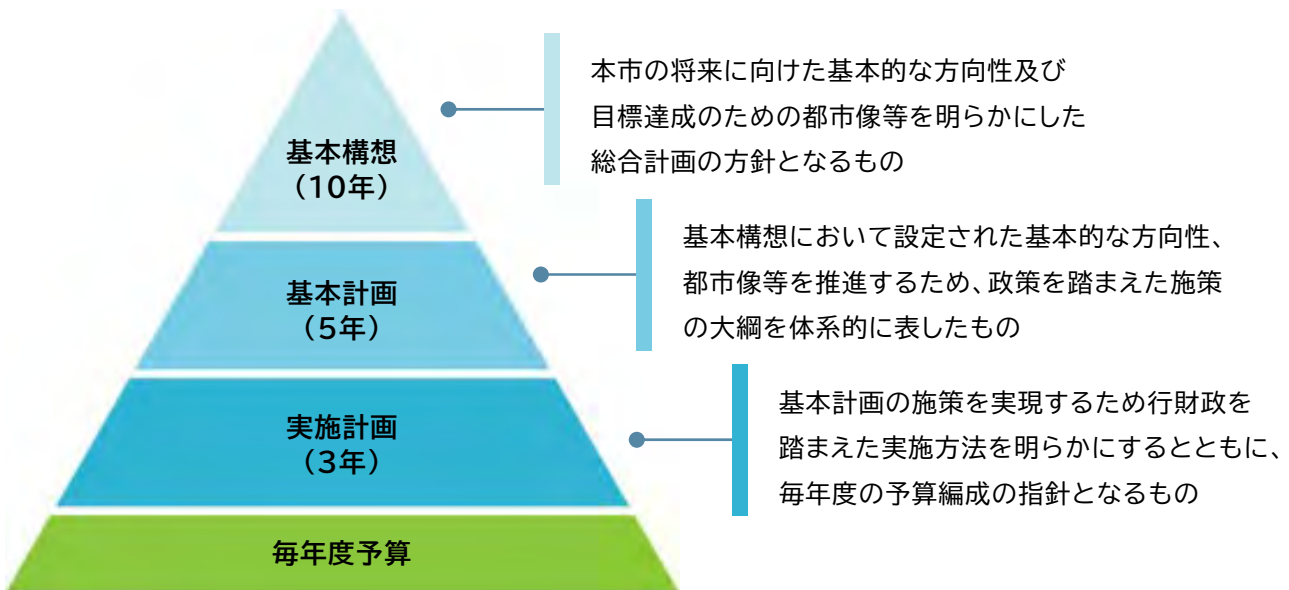 基本構想
（10年）
本市の将来に向けた基本的な方向性及び
目標達成のための都市像等を明らかにした
総合計画の方針となるもの
基本計画
（5年）
基本構想において設定された基本的な方向性、
都市像等を推進するため、政策を踏まえた施策
の大綱を体系的に表したもの
実施計画
（3年）
基本計画の施策を実現するため行財政を
踏まえた実施方法を明らかにするとともに、
毎年度の予算編成の指針となるもの
毎年度予算